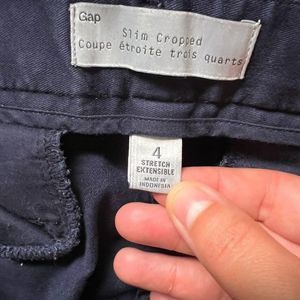 Gap
Slim Cropped
Coupe étroite trois quarts
4
STRETCH
EXTENSIBLE
MADE IN
INDONESIA